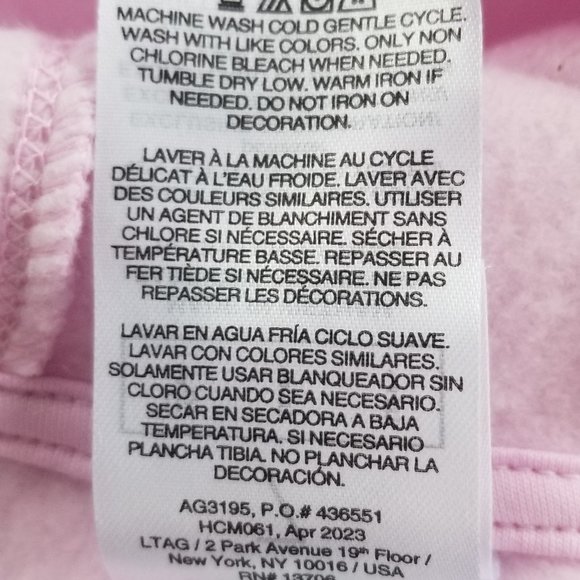 MACHINE WASH COLD GENTLE CYCLE.
WASH WITH LIKE COLORS. ONLY NON
CHLORINE BLEACH WHEN NEEDED.
TUMBLE DRY LOW. WARM IRON IF
NEEDED. DO NOT IRON ON
DECORATION.
LAVER À LA MACHINE AU CYCLE
DÉLICAT À L'EAU FROIDE. LAVER AVEC
DES COULEURS SIMILAIRES. UTILISER
UN AGENT DE BLANCHIMENT SANS
CHLORE SI NÉCESSAIRE. SÉCHER À
TEMPÉRATURE BASSE. REPASSER AU
FER TIÈDE SI NÉCESSAIRE. NE PAS
REPASSER LES DÉCORATIONS.
LAVAR EN AGUA FRÍA CICLO SUAVE.
LAVAR CON COLORES SIMILARES.
SOLAMENTE USAR BLANQUEADOR SIN
CLORO CUANDO SEA NECESARIO.
SECAR EN SECADORA A BAJA
TEMPERATURA. SI NECESARIO
PLANCHA TIBIA. NO PLANCHAR LA
DECORACIÓN.
AG3195, P.O.# 436551
HCM061, Apr 2023
LTAG / 2 Park Avenue 19th Floor /
New York, NY 10016 / USA
RN# 13706